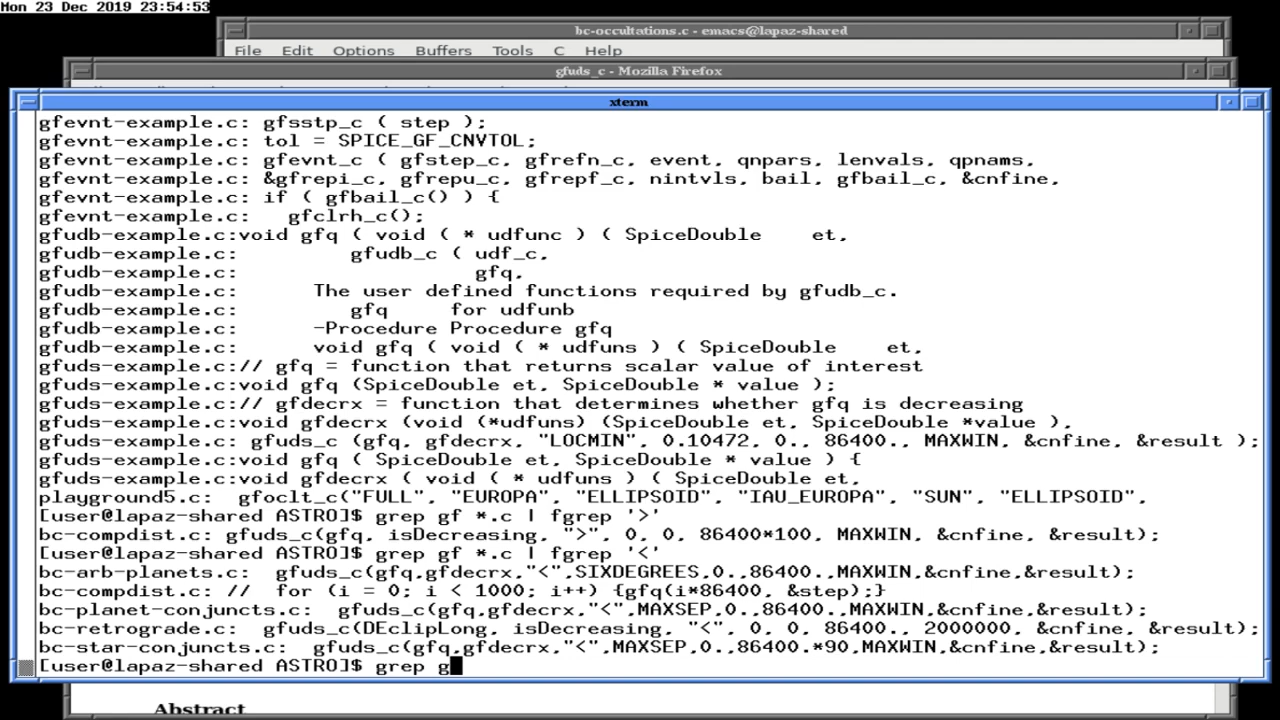 Mon 23 Dec 2019 23:54:53
bc-occultations.c - emacs@lapaz-shared
File Edit Options Buffers Tools C Help
gfuds_c - Mozilla Firefox
xterm
gfevnt-example.c: gfsstp_c ( step );
gfevnt-example.c: tol = SPICE_GF_CNVTOL;
gfevnt-example.c: gfevnt_c ( gfstep_c, gfrefn_c, event, qnpars, lenvals, qpnams,
gfevnt-example.c: &gfrepi_c, gfrepu_c, gfrepf_c, nintvls, bail, gfbail_c, &cnfine,
gfevnt-example.c: if ( gfbail_c() ) {
gfevnt-example.c:   gfclrh_c();
gfudb-example.c:void gfq ( void ( * udfunc ) ( SpiceDouble    et,
gfudb-example.c:         gfudb_c ( udf_c,
gfudb-example.c:                   gfq,
gfudb-example.c:      The user defined functions required by gfudb_c.
gfudb-example.c:         gfq     for udfunb
gfudb-example.c:      -Procedure Procedure gfq
gfudb-example.c:      void gfq ( void ( * udfuns ) ( SpiceDouble    et,
gfuds-example.c:// gfq = function that returns scalar value of interest
gfuds-example.c:void gfq (SpiceDouble et, SpiceDouble * value );
gfuds-example.c:// gfdecrx = function that determines whether gfq is decreasing
gfuds-example.c:void gfdecrx (void (*udfuns) (SpiceDouble et, SpiceDouble *value ),
gfuds-example.c: gfuds_c (gfq, gfdecrx, "LOCMIN", 0.10472, 0., 86400., MAXWIN, &cnfine, &result );
gfuds-example.c:void gfq ( SpiceDouble et, SpiceDouble * value ) {
gfuds-example.c:void gfdecrx ( void ( * udfuns ) ( SpiceDouble et,
playground5.c:  gfoclt_c("FULL", "EUROPA", "ELLIPSOID", "IAU_EUROPA", "SUN", "ELLIPSOID",
[user@lapaz-shared ASTRO]$ grep gf *.c | fgrep '>'
bc-compdist.c: gfuds_c(gfq, isDecreasing, ">", 0, 0, 86400*100, MAXWIN, &cnfine, &result);
[user@lapaz-shared ASTRO]$ grep gf *.c | fgrep '<'
bc-arb-planets.c:  gfuds_c(gfq,gfdecrx,"<",SIXDEGREES,0.,86400.,MAXWIN,&cnfine,&result);
bc-compdist.c: //  for (i = 0; i < 1000; i++) {gfq(i*86400, &step);}
bc-planet-conjuncts.c:  gfuds_c(gfq,gfdecrx,"<",MAXSEP,0.,86400.,MAXWIN,&cnfine,&result);
bc-retrograde.c:  gfuds_c(DEclipLong, isDecreasing, "<", 0, 0, 86400., 2000000, &cnfine, &result);
bc-star-conjuncts.c:  gfuds_c(gfq,gfdecrx,"<",MAXSEP,0.,86400.*90,MAXWIN,&cnfine,&result);
[user@lapaz-shared ASTRO]$ grep g
Abstract